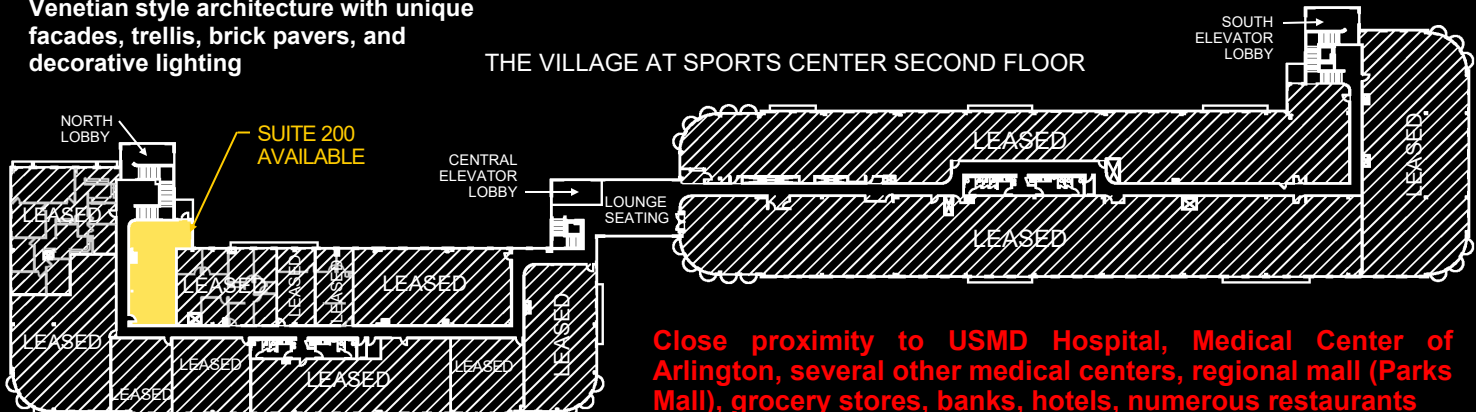 Venetian style architecture with unique
facades, trellis, brick pavers, and
decorative lighting
THE VILLAGE AT SPORTS CENTER SECOND FLOOR
SOUTH
ELEVATOR
LOBBY
NORTH
LOBBY
SUITE 200
AVAILABLE
CENTRAL
ELEVATOR
LOBBY
LOUNGE
SEATING
LEASED
LEASED
LEASED
LEASED
LEASED
LEASED
LEASED
LEASED
LEASED
LEASED
LEASED
LEASED
LEASED
LEASED
Close proximity to USMD Hospital, Medical Center of
Arlington, several other medical centers, regional mall (Parks
Mall), grocery stores, banks, hotels, numerous restaurants